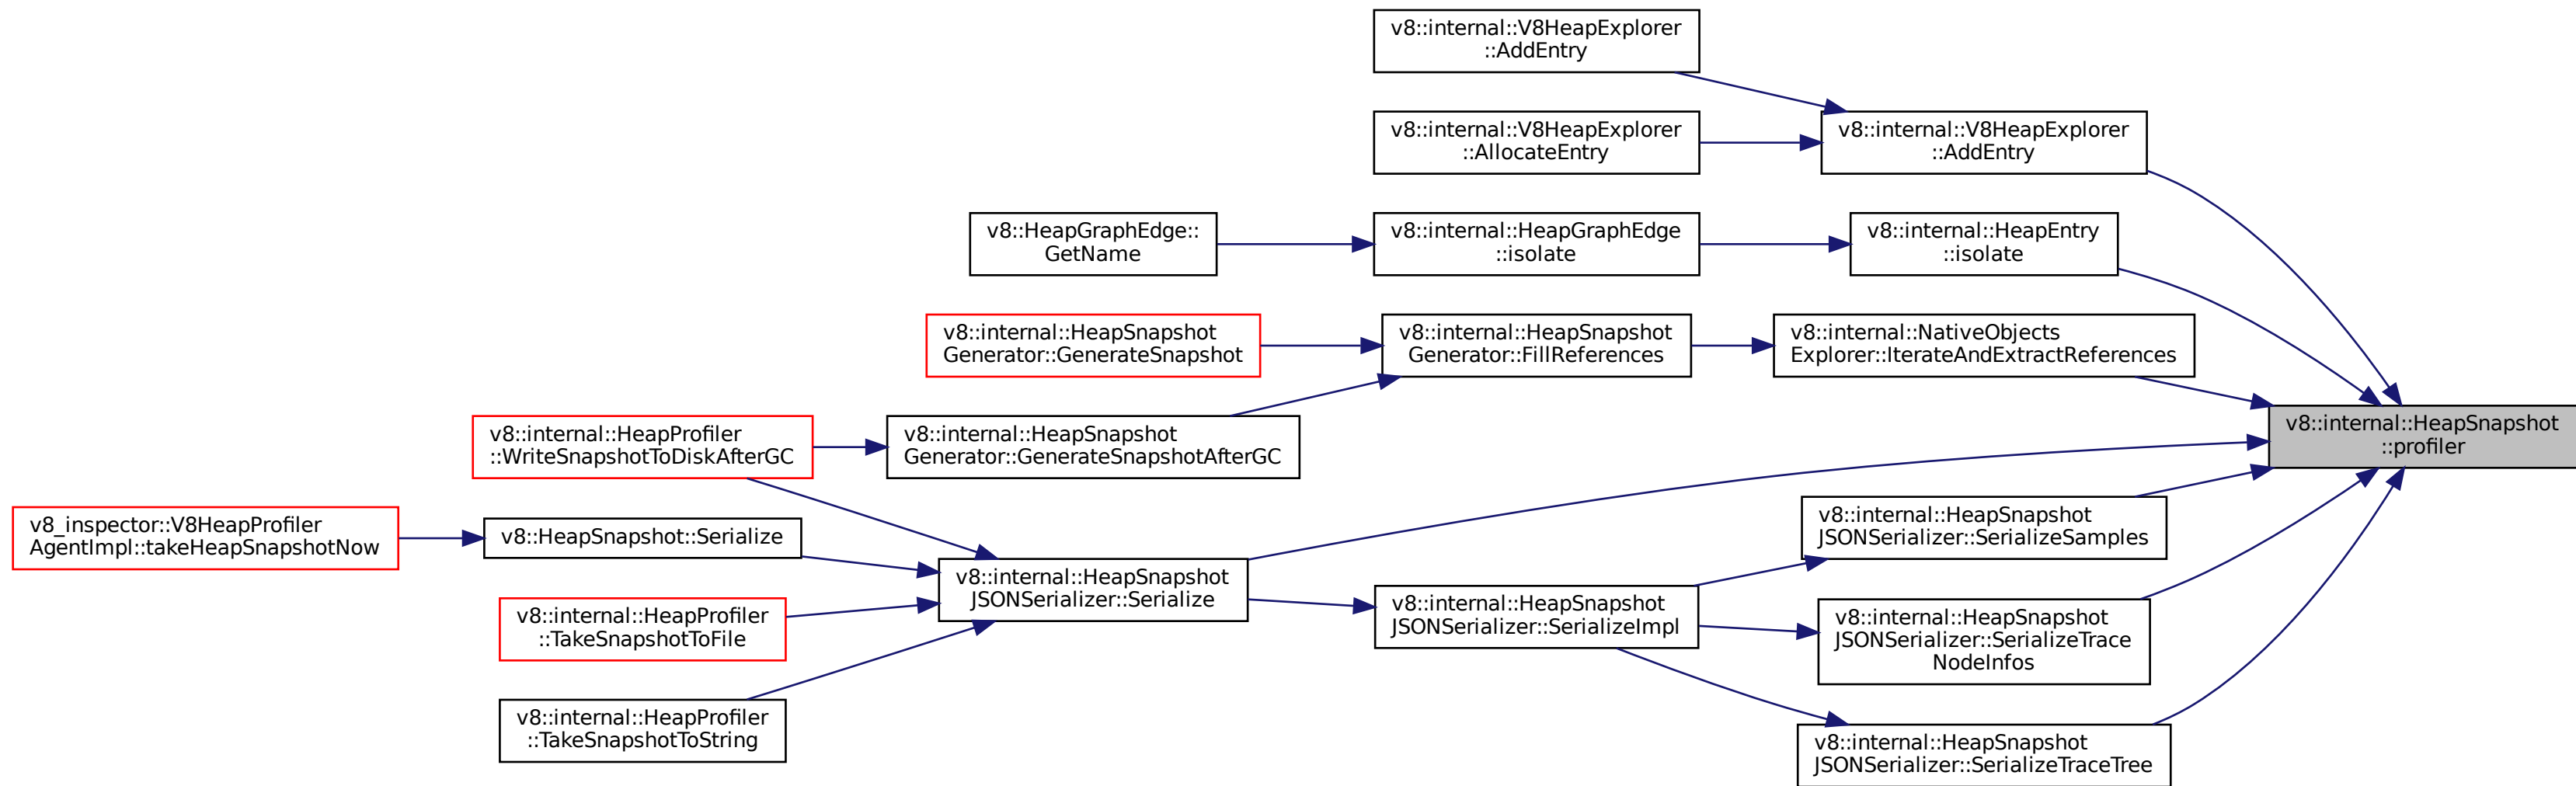 v8::internal::V8HeapExplorer
::AddEntry
v8::internal::V8HeapExplorer
::AllocateEntry
v8::internal::V8HeapExplorer
::AddEntry
v8::HeapGraphEdge::
GetName
v8::internal::HeapGraphEdge
::isolate
v8::internal::HeapEntry
::isolate
v8::internal::HeapSnapshot
Generator::GenerateSnapshot
v8::internal::HeapSnapshot
Generator::FillReferences
v8::internal::NativeObjects
Explorer::IterateAndExtractReferences
v8::internal::HeapProfiler
::WriteSnapshotToDiskAfterGC
v8::internal::HeapSnapshot
Generator::GenerateSnapshotAfterGC
v8::internal::HeapSnapshot
::profiler
v8_inspector::V8HeapProfiler
AgentImpl::takeHeapSnapshotNow
v8::HeapSnapshot::Serialize
v8::internal::HeapSnapshot
JSONSerializer::SerializeSamples
v8::internal::HeapSnapshot
JSONSerializer::Serialize
v8::internal::HeapProfiler
::TakeSnapshotToFile
v8::internal::HeapSnapshot
JSONSerializer::SerializeImpl
v8::internal::HeapSnapshot
JSONSerializer::SerializeTrace
NodeInfos
v8::internal::HeapProfiler
::TakeSnapshotToString
v8::internal::HeapSnapshot
JSONSerializer::SerializeTraceTree